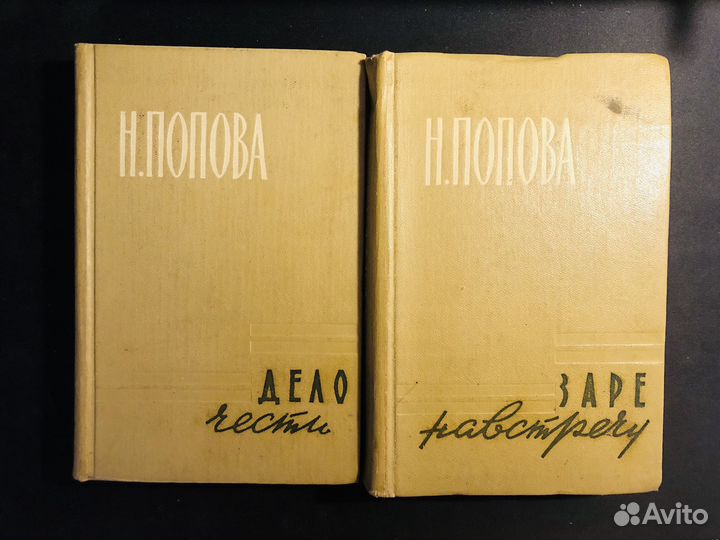 Н.ПОПОВА
ДЕЛО
чести
Н.ПОПОВА
ЗАРЕ
навстречу
Avito